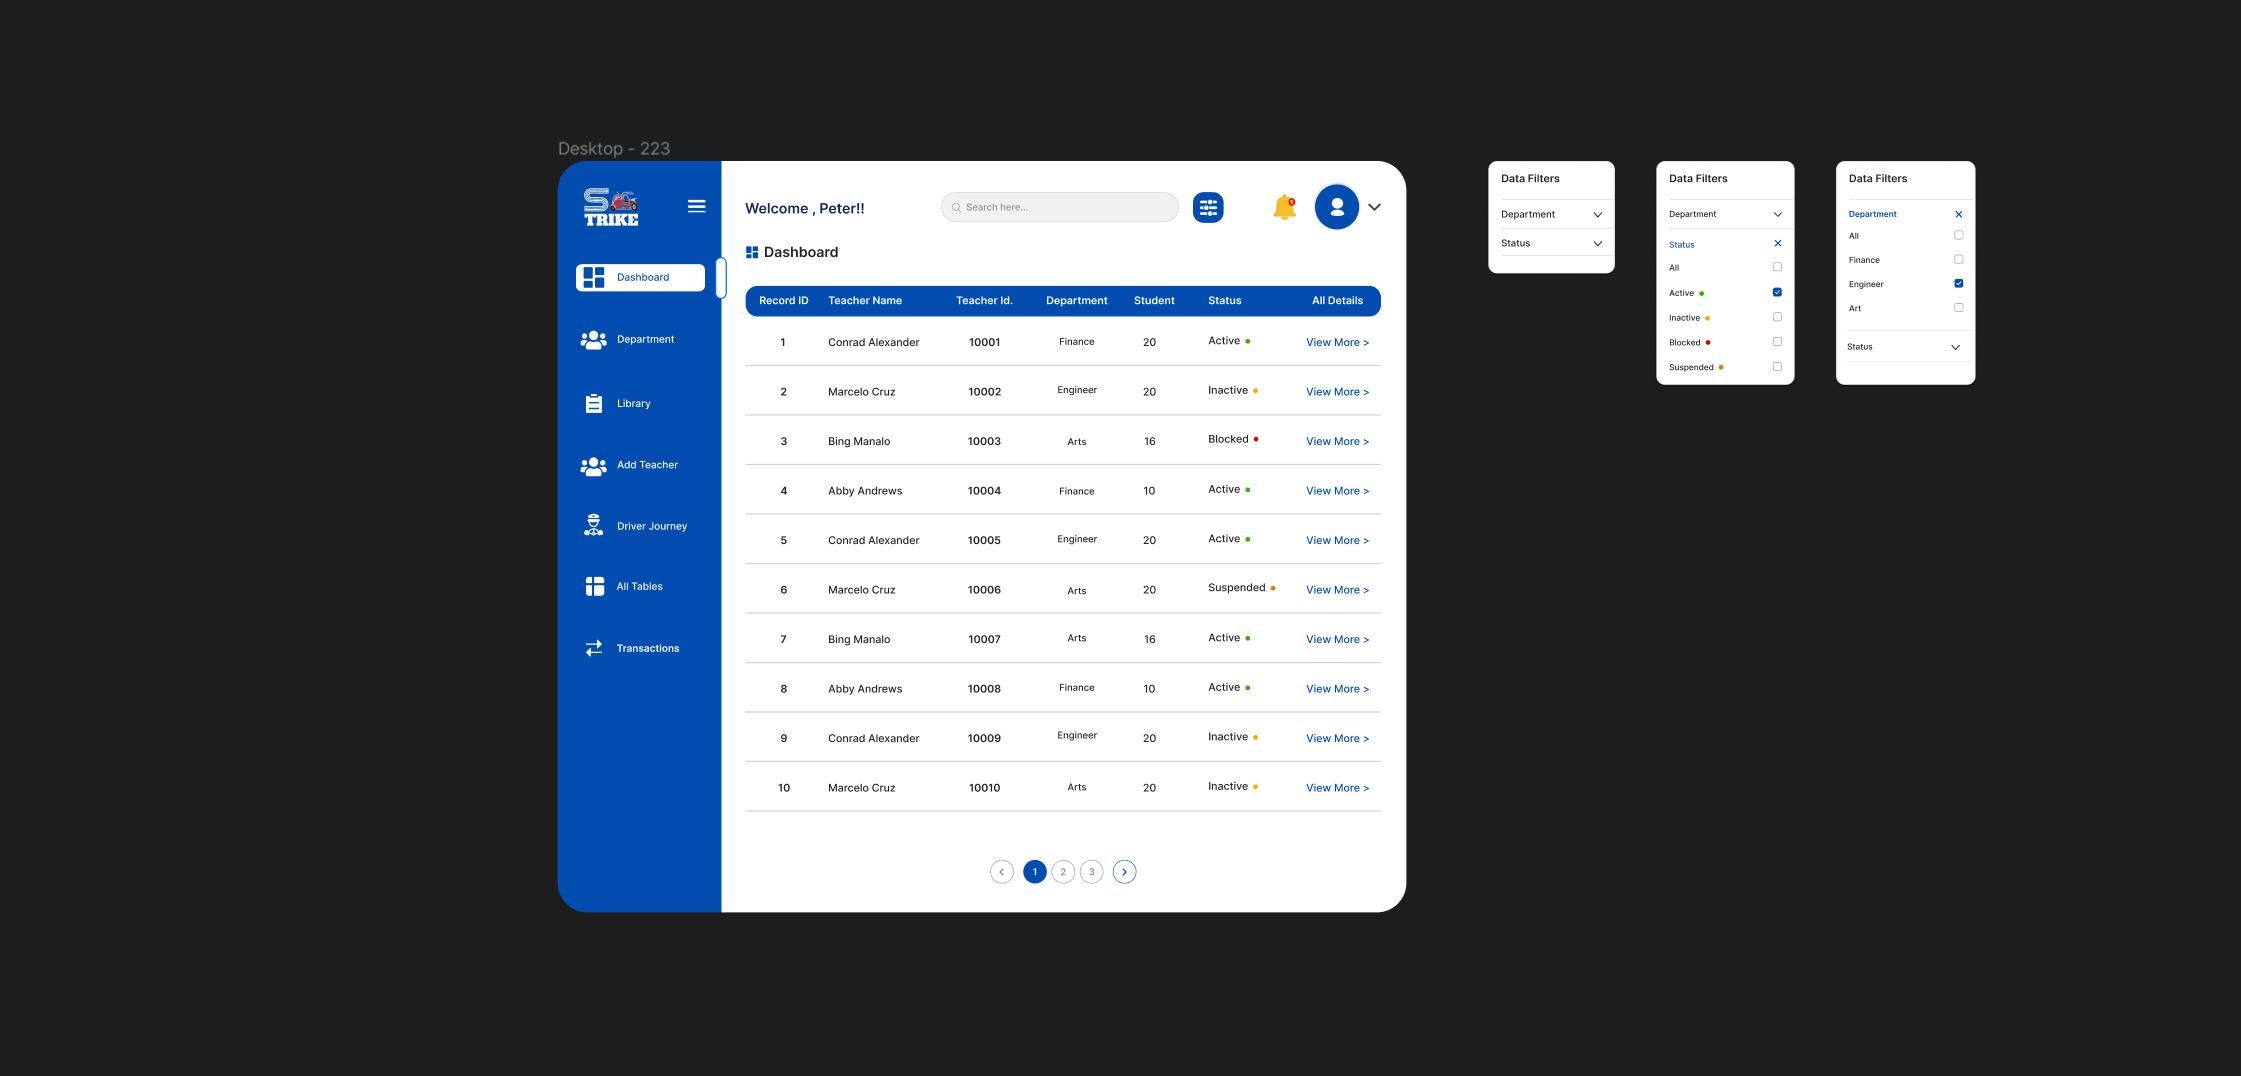 Desktop - 223
S
TRIKE
Dashboard
Department
Library
Add Teacher
Driver Journey
All Tables
Transactions
Welcome , Peter!!
Search here...
1
Dashboard
Record ID Teacher Name Teacher Id. Department Student Status All Details
1 Conrad Alexander 10001 Finance 20 Active View More >
2 Marcelo Cruz 10002 Engineer 20 Inactive View More >
3 Bing Manalo 10003 Arts 16 Blocked View More >
4 Abby Andrews 10004 Finance 10 Active View More >
5 Conrad Alexander 10005 Engineer 20 Active View More >
6 Marcelo Cruz 10006 Arts 20 Suspended View More >
7 Bing Manalo 10007 Arts 16 Active View More >
8 Abby Andrews 10008 Finance 10 Active View More >
9 Conrad Alexander 10009 Engineer 20 Inactive View More >
10 Marcelo Cruz 10010 Arts 20 Inactive View More >
1 2 3
Data Filters
Department
Status
Data Filters
Department
Status
All
Active
Inactive
Blocked
Suspended
Data Filters
Department
All
Finance
Engineer
Art
Status